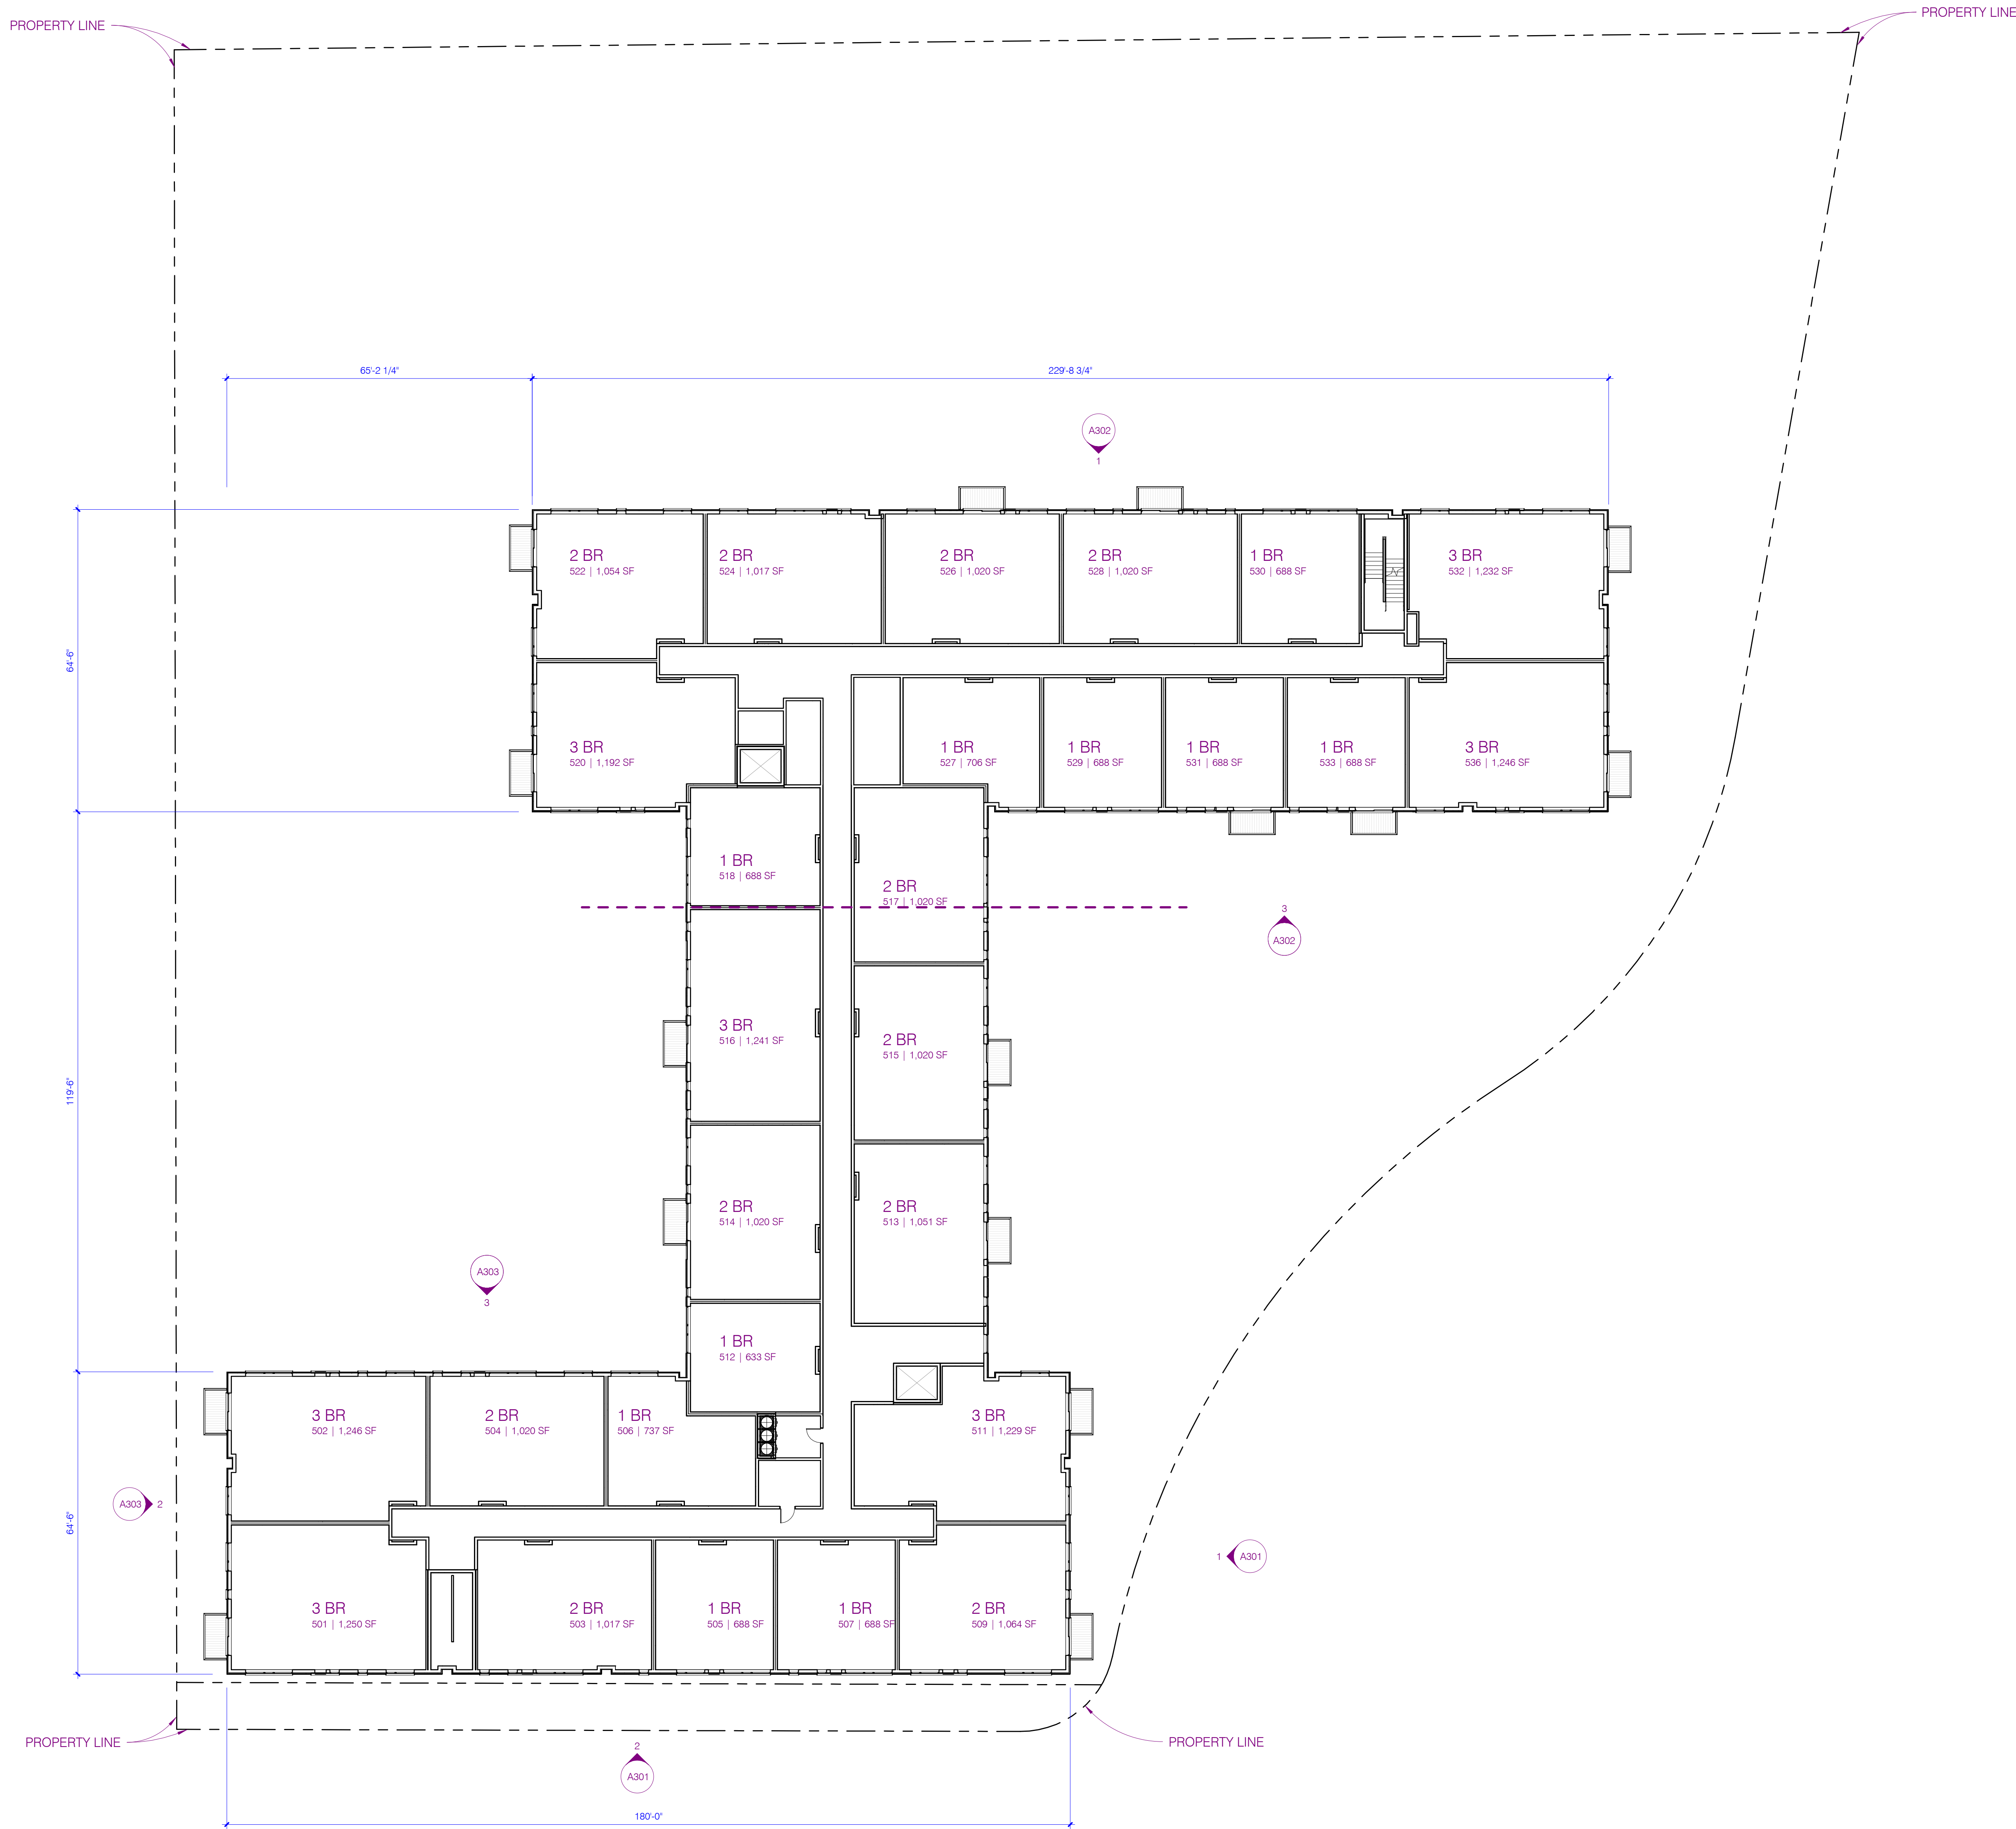 PROPERTY LINE
PROPERTY LINE
65'-2 1/4"
229'-8 3/4"
A302
1
2 BR
522 | 1,054 SF
2 BR
524 | 1,017 SF
2 BR
526 | 1,020 SF
2 BR
528 | 1,020 SF
1 BR
530 | 688 SF
3 BR
532 | 1,232 SF
64'-6"
3 BR
520 | 1,192 SF
1 BR
527 | 706 SF
1 BR
529 | 688 SF
1 BR
531 | 688 SF
1 BR
533 | 688 SF
3 BR
536 | 1,246 SF
1 BR
518 | 688 SF
2 BR
517 | 1,020 SF
3
A302
3 BR
516 | 1,241 SF
2 BR
515 | 1,020 SF
119'-6"
2 BR
514 | 1,020 SF
2 BR
513 | 1,051 SF
A303
3
1 BR
512 | 633 SF
3 BR
502 | 1,246 SF
2 BR
504 | 1,020 SF
1 BR
506 | 737 SF
3 BR
511 | 1,229 SF
A303
2
64'-6"
1
A301
3 BR
501 | 1,250 SF
2 BR
503 | 1,017 SF
1 BR
505 | 688 SF
1 BR
507 | 688 SF
2 BR
509 | 1,064 SF
PROPERTY LINE
PROPERTY LINE
2
A301
180'-0"